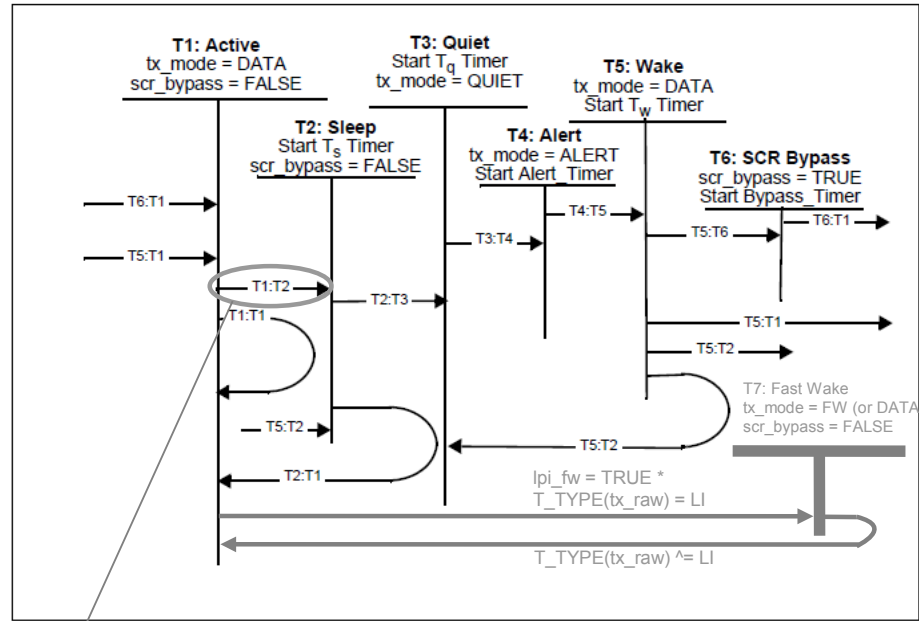 T1: Active
tx_mode = DATA
scr_bypass = FALSE
T2: Sleep
Start Ts Timer
scr_bypass = FALSE
T3: Quiet
Start Tq Timer
tx_mode = QUIET
T4: Alert
tx_mode = ALERT
Start Alert_Timer
T5: Wake
tx_mode = DATA
Start Tw Timer
T6: SCR Bypass
scr_bypass = TRUE
Start Bypass_Timer
T6:T1
T4:T5
T6:T1
T5:T6
T3:T4
T5:T1
T1:T2
T2:T3
T1:T1
T5:T1
T5:T2
T7: Fast Wake
tx_mode = FW (or DATA
scr_bypass = FALSE
T5:T2
T5:T2
T2:T1
lpi_fw = TRUE *
T_TYPE(tx_raw) = LI
T_TYPE(tx_raw) ^= LI